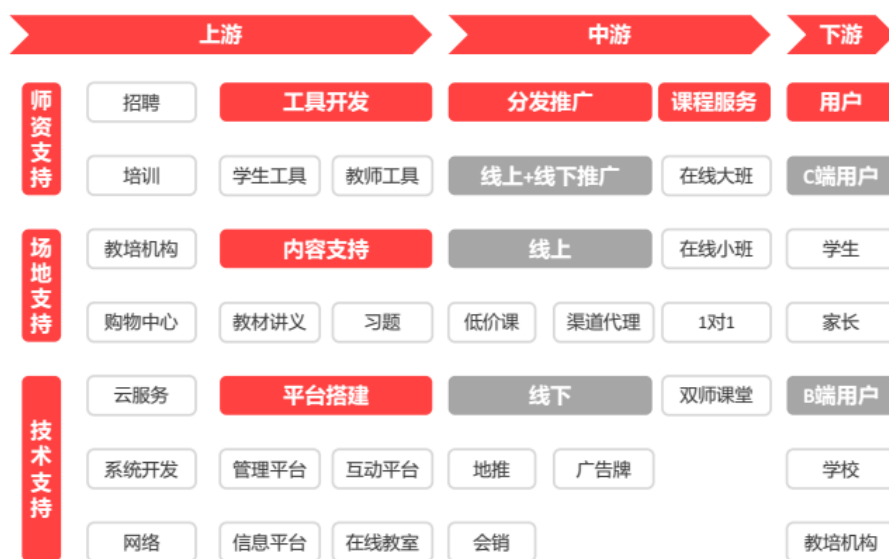 上游
中游
下游
师资支持
招聘
工具开发
分发推广
课程服务
用户
培训
学生工具
教师工具
线上+线下推广
在线大班
C端用户
场地支持
教培机构
内容支持
线上
在线小班
学生
购物中心
教材讲义
习题
低价课
渠道代理
1对1
家长
技术支持
云服务
平台搭建
线下
双师课堂
B端用户
系统开发
管理平台
互动平台
地推
广告牌
学校
网络
信息平台
在线教室
会销
教培机构